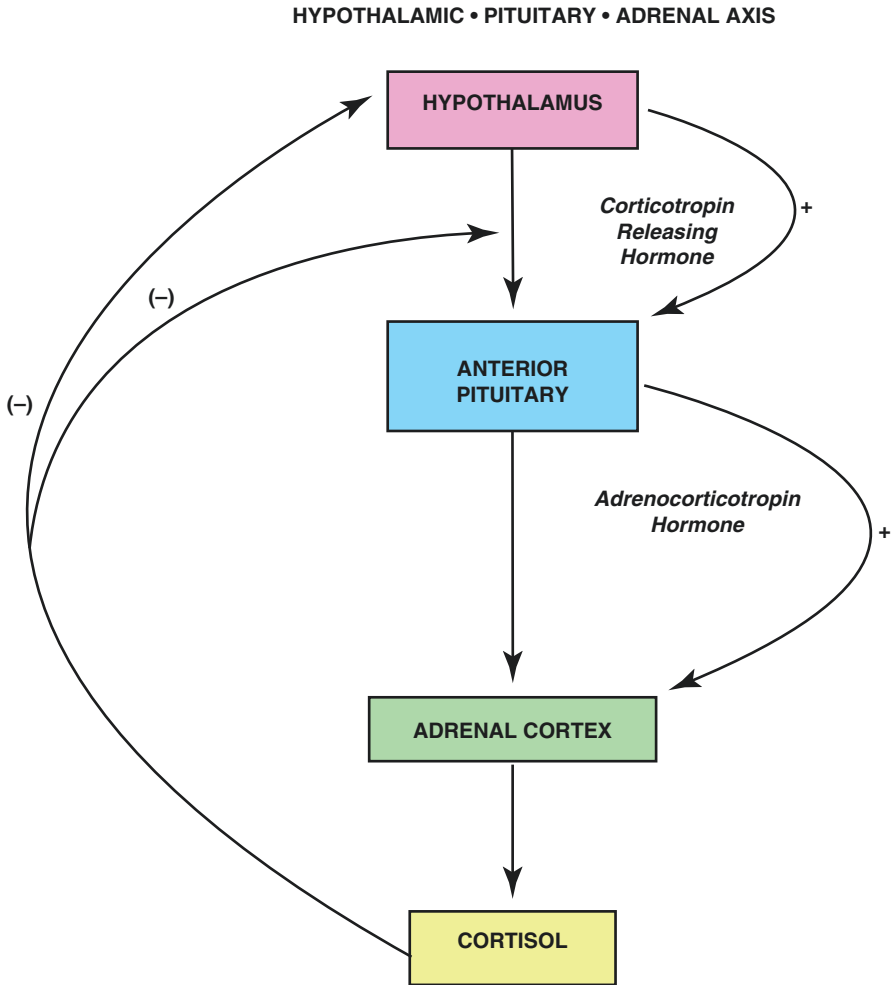 HYPOTHALAMIC • PITUITARY • ADRENAL AXIS
HYPOTHALAMUS
Corticotropin
Releasing
Hormone
+
(–)
ANTERIOR
PITUITARY
(–)
Adrenocorticotropin
Hormone
+
ADRENAL CORTEX
CORTISOL